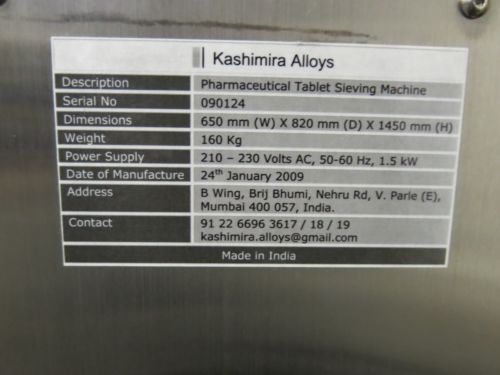 Kashimira Alloys
Description Pharmaceutical Tablet Sieving Machine
Serial No 090124
Dimensions 650 mm (W) X 820 mm (D) X 1450 mm (H)
Weight 160 Kg
Power Supply 210 – 230 Volts AC, 50-60 Hz, 1.5 kW
Date of Manufacture 24th January 2009
Address B Wing, Brij Bhumi, Nehru Rd, V. Parle (E),
Mumbai 400 057, India.
Contact 91 22 6696 3617 / 18 / 19
kashimira.alloys@gmail.com
Made in India